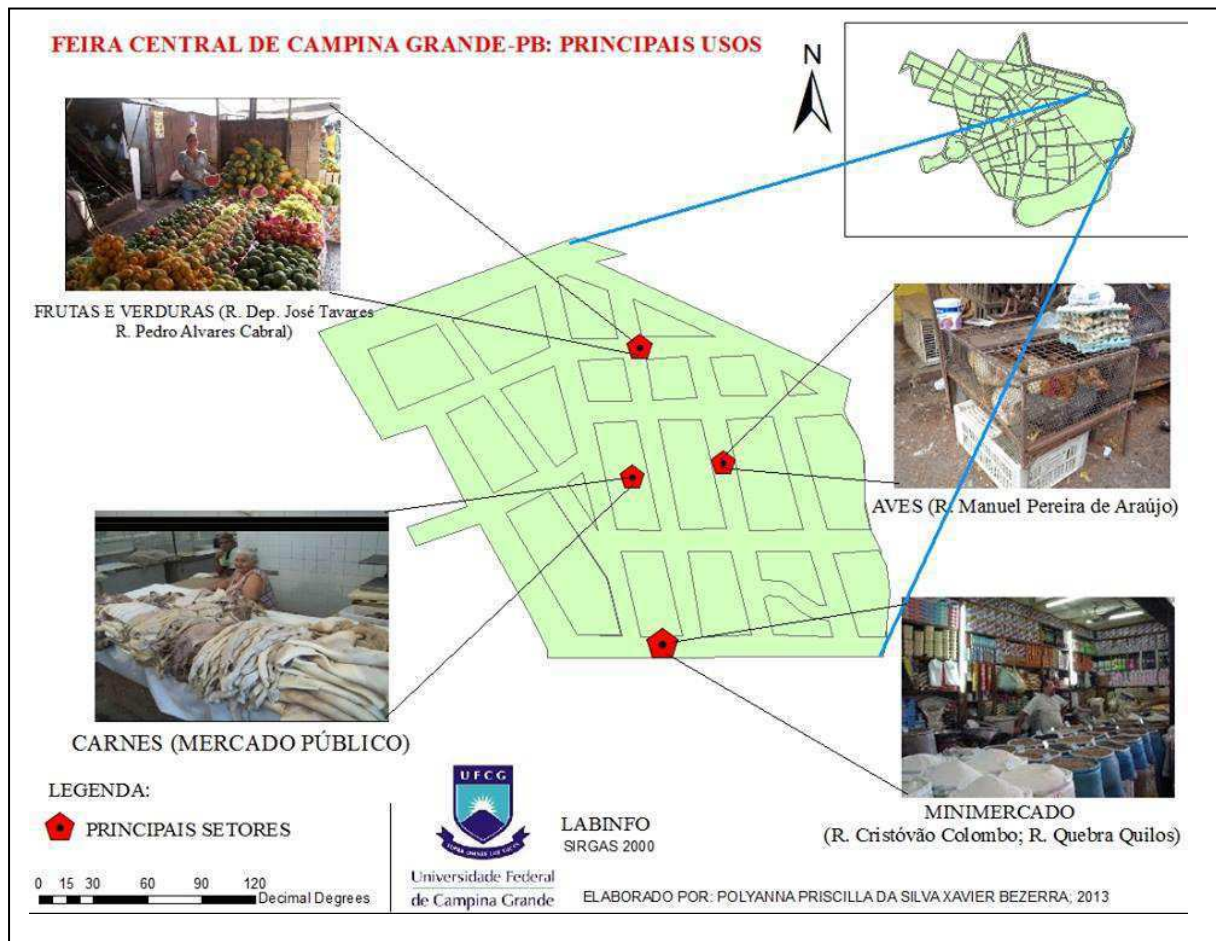 FEIRA CENTRAL DE CAMPINA GRANDE-PB: PRINCIPAIS USOS
N
FRUTAS E VERDURAS (R. Dep. José Tavares
R. Pedro Alvares Cabral)
AVES (R. Manuel Pereira de Araújo)
CARNES (MERCADO PÚBLICO)
MINIMERCADO
(R. Cristóvão Colombo; R. Quebra Quilos)
LEGENDA:
PRINCIPAIS SETORES
0 15 30 60 90 120
Decimal Degrees
UFCG
Universidade Federal
de Campina Grande
LABINFO
SIRGAS 2000
ELABORADO POR: POLYANNA PRISCILLA DA SILVA XAVIER BEZERRA; 2013